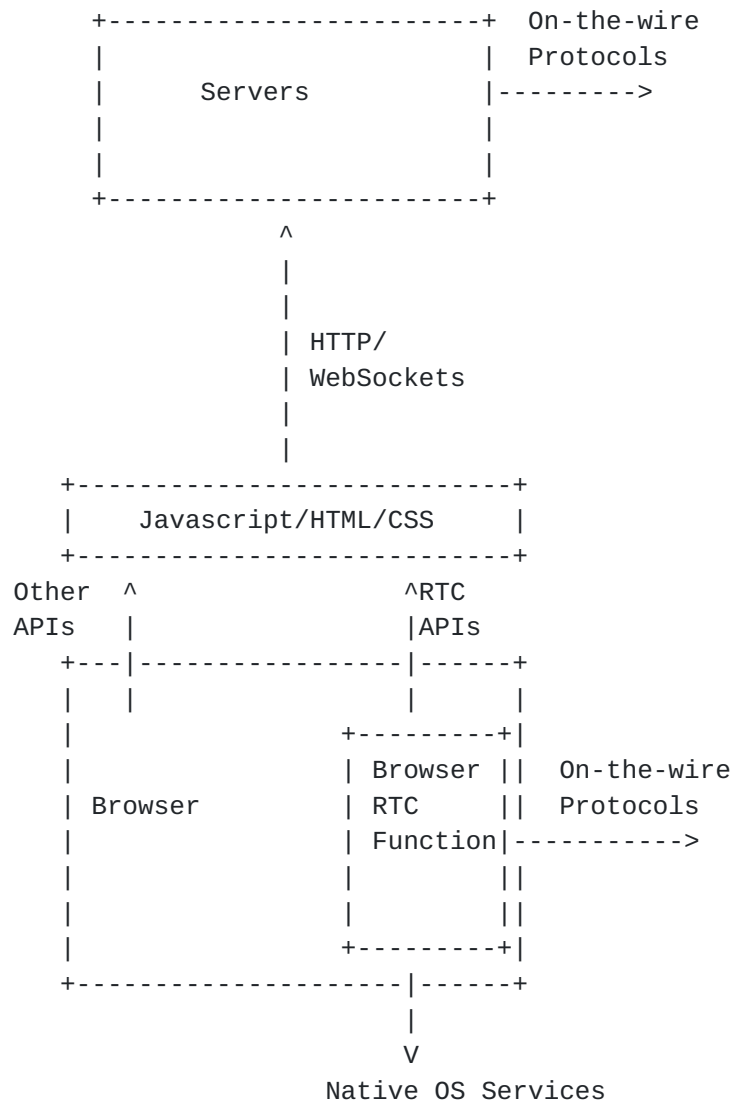 On-the-wire
Protocols
Servers
HTTP/
WebSockets
Javascript/HTML/CSS
Other RTC
APIs APIs
Browser On-the-wire
Browser RTC Protocols
Function
Native OS Services